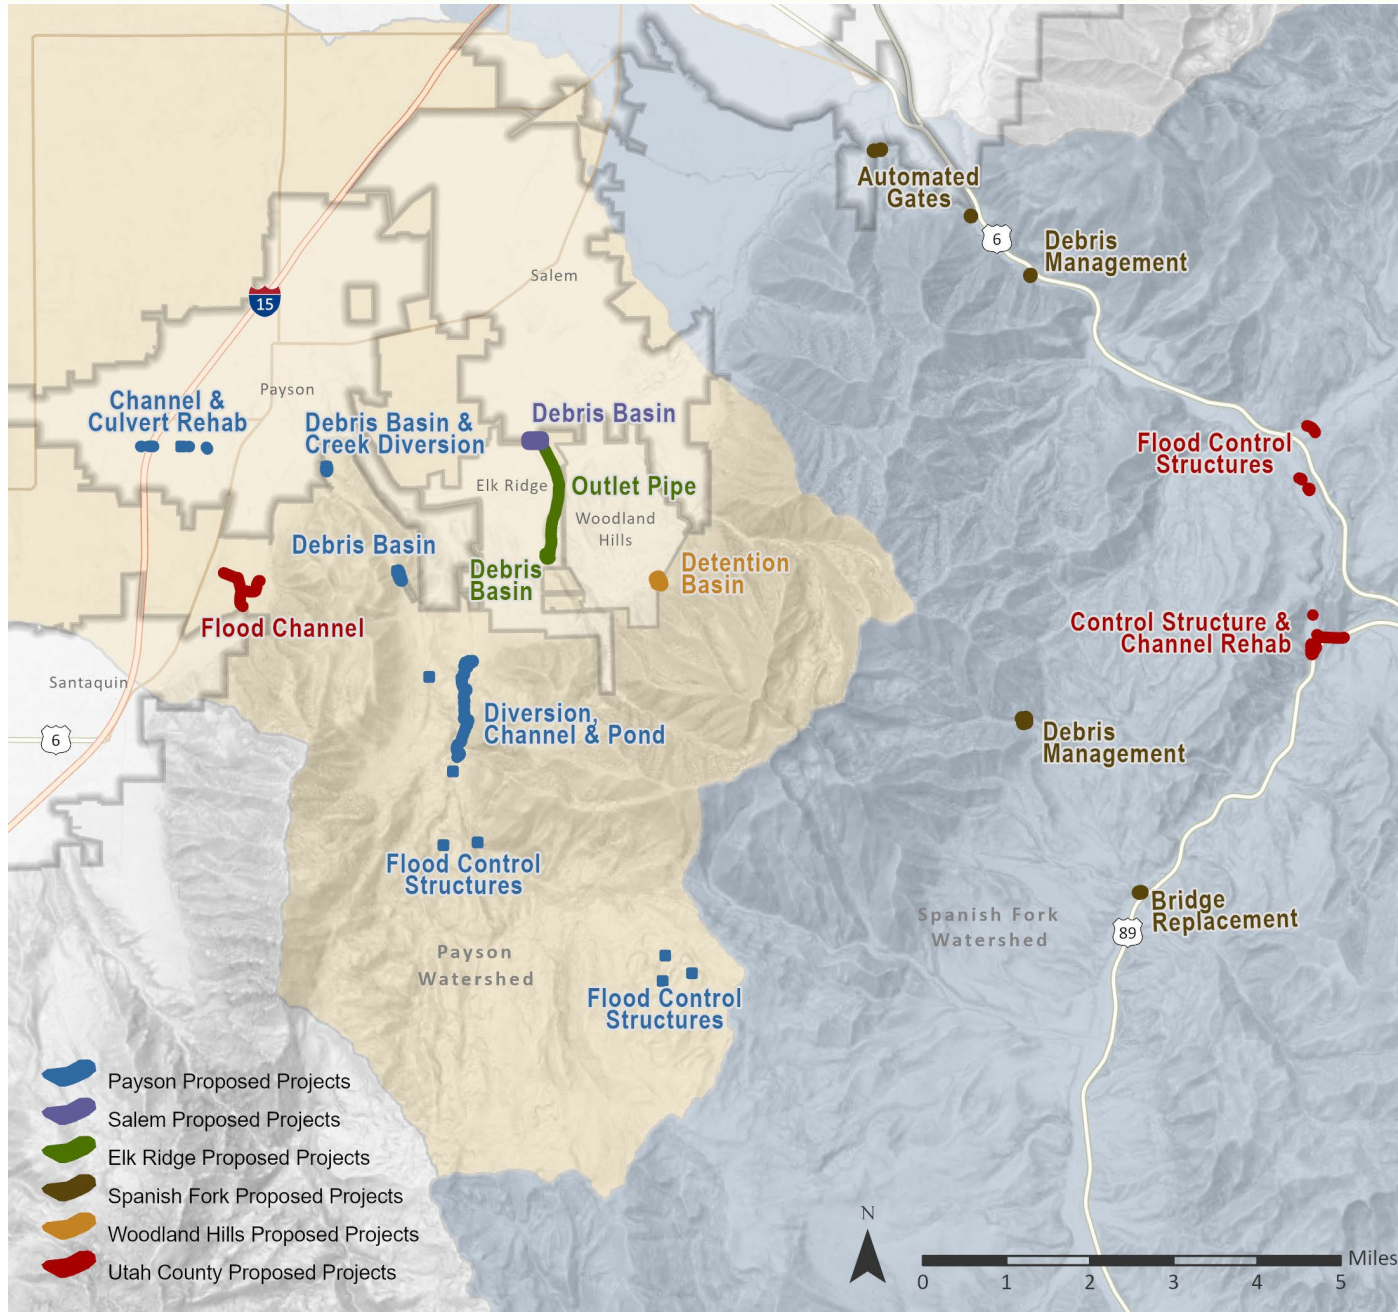 Automated
Gates
6
Debris
Management
Salem
15
Payson
Channel &
Culvert Rehab
Debris Basin &
Creek Diversion
Debris Basin
Flood Control
Structures
Elk Ridge
Outlet Pipe
Woodland
Hills
Debris Basin
Debris
Basin
Detention
Basin
Flood Channel
Control Structure &
Channel Rehab
Santaquin
6
Diversion,
Channel & Pond
Debris
Management
Flood Control
Structures
Bridge
Replacement
89
Spanish Fork
Watershed
Payson
Watershed
Flood Control
Structures
Payson Proposed Projects
Salem Proposed Projects
Elk Ridge Proposed Projects
Spanish Fork Proposed Projects
Woodland Hills Proposed Projects
Utah County Proposed Projects
N
Miles
0 1 2 3 4 5